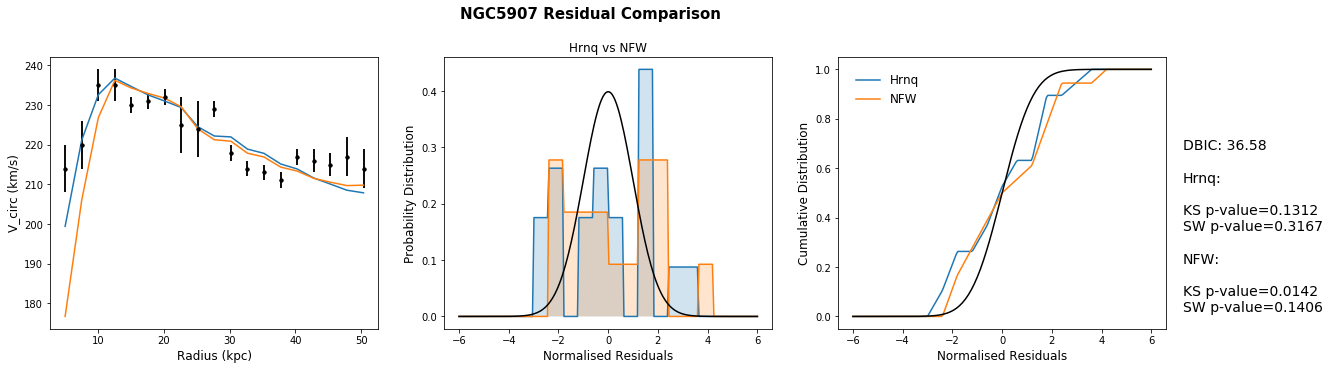 NGC5907 Residual Comparison
240
230
220
210
200
190
180
V_circ (km/s)
10
20
30
40
50
Radius (kpc)
Hrnq vs NFW
0.4
0.3
0.2
0.1
0.0
Probability Distribution
−6
−4
−2
0
2
4
6
Normalised Residuals
Hrnq
NFW
1.0
0.8
0.6
0.4
0.2
0.0
Cumulative Distribution
−6
−4
−2
0
2
4
6
Normalised Residuals
DBIC: 36.58
Hrnq:
KS p-value=0.1312
SW p-value=0.3167
NFW:
KS p-value=0.0142
SW p-value=0.1406